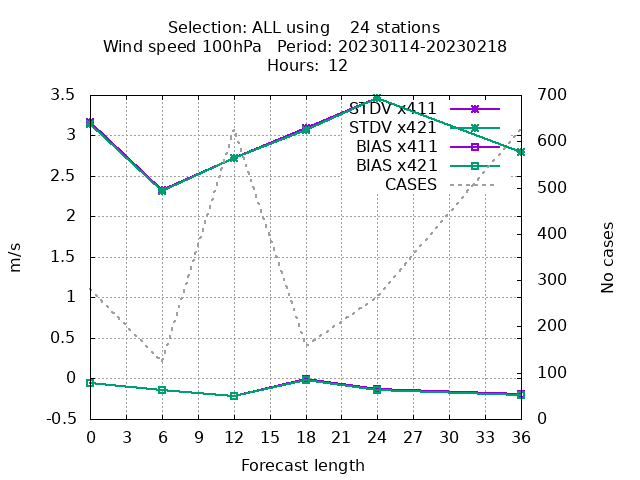 Selection: ALL using    24 stations
Wind speed 100hPa   Period: 20230114-20230218
Hours:  12
3.5
3
2.5
2
1.5
1
0.5
0
-0.5
700
600
500
400
300
200
100
0
STDV x411
STDV x421
BIAS x411
BIAS x421
CASES
m/s
No cases
0 3 6 9 12 15 18 21 24 27 30 33 36
Forecast length